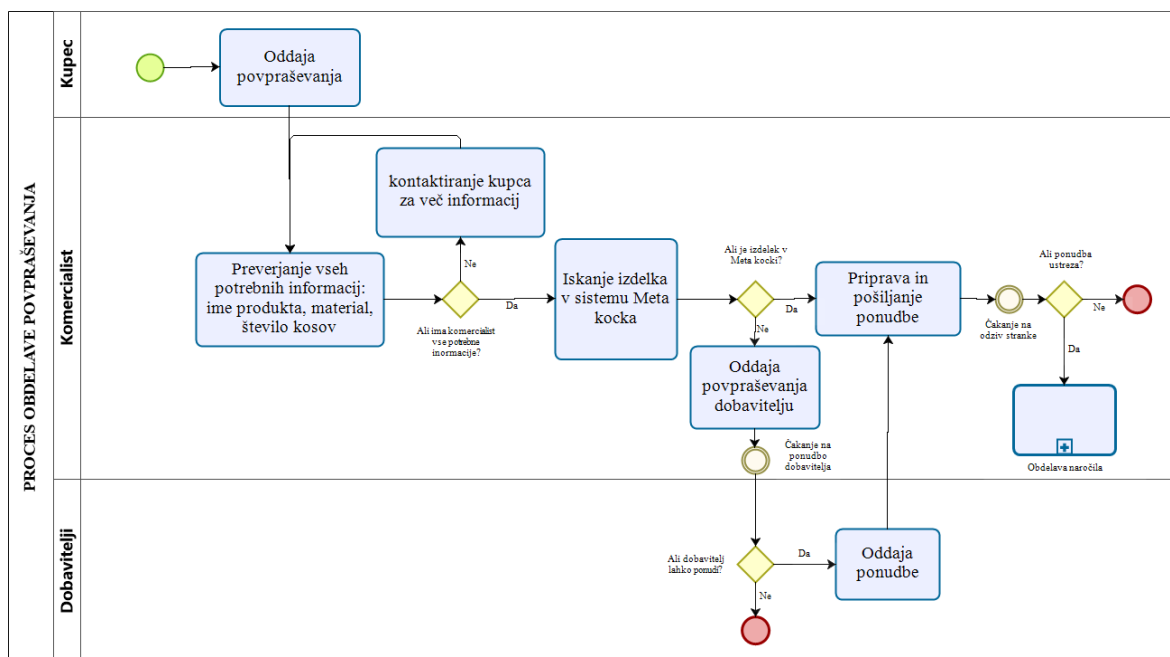 PROCES OBDELAVE POVPRAŠEVANJA
Kupec
Oddaja
povpraševanja
Komercialist
kontaktiranje kupca
za več informacij
Ne
Preverjanje vseh
potrebnih informacij:
ime produkta, material,
število kosov
Da
Ali ima komercialist
vse potrebne
inormacije?
Iskanje izdelka
v sistemu Meta
kocka
Ali je izdelek v
Meta kocki?
Da
Ne
Priprava in
pošiljanje
ponudbe
Čakanje na
odziv stranke
Ali ponudba
ustreza?
Ne
Da
Obdelava naročila
Oddaja
povpraševanja
dobavitelju
Čakanje na
ponudbo
dobavitelja
Dobavitelji
Ali dobavitelj
lahko ponudi?
Da
Ne
Oddaja
ponudbe